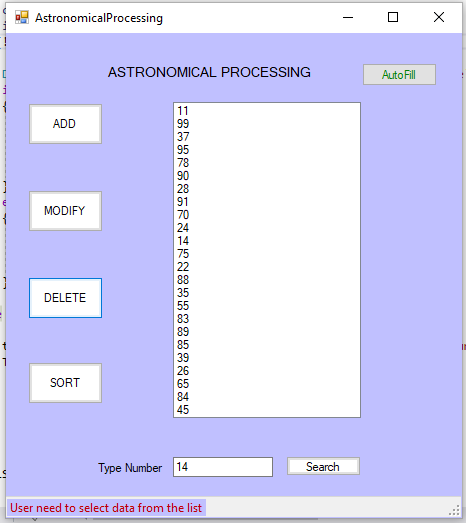 AstronomicalProcessing
ASTRONOMICAL PROCESSING
AutoFill
ADD
MODIFY
DELETE
SORT
11
99
37
95
78
90
28
91
70
24
14
75
22
88
35
55
83
89
85
39
26
65
84
45
Type Number
14
Search
User need to select data from the list